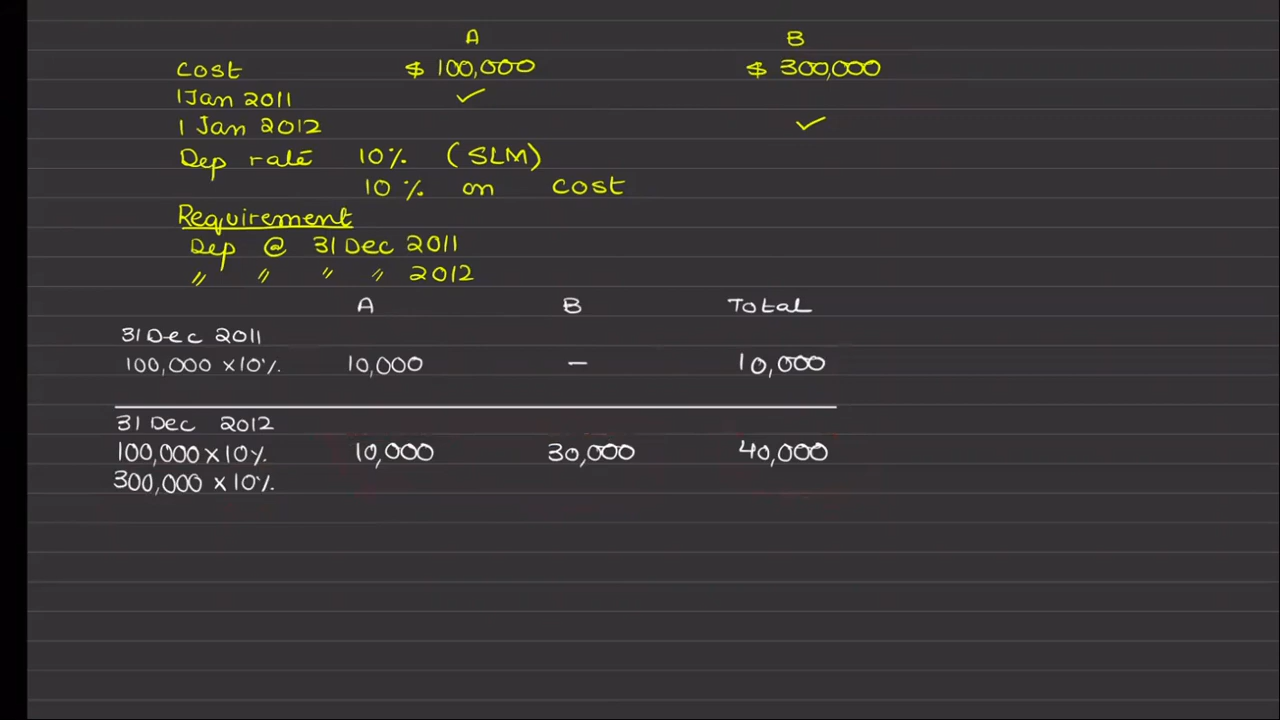 A B
Cost $ 100,000 $ 300,000
1 Jan 2011 ✓
1 Jan 2012 ✓
Dep rate 10% (SLM)
10% on cost
Requirement
Dep @ 31 Dec 2011
〃 〃 〃 〃 2012
A B Total
31 Dec 2011
100,000 x 10% 10,000 — 10,000
31 Dec 2012
100,000 x 10% 10,000 30,000 40,000
300,000 x 10%